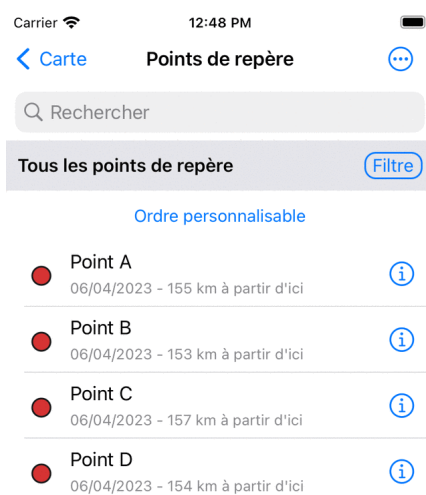 Carrier 12:48 PM
Carte Points de repère
Rechercher
Tous les points de repère Filtre
Ordre personnalisable
Point A
06/04/2023 - 155 km à partir d'ici
Point B
06/04/2023 - 153 km à partir d'ici
Point C
06/04/2023 - 157 km à partir d'ici
Point D
06/04/2023 - 154 km à partir d'ici